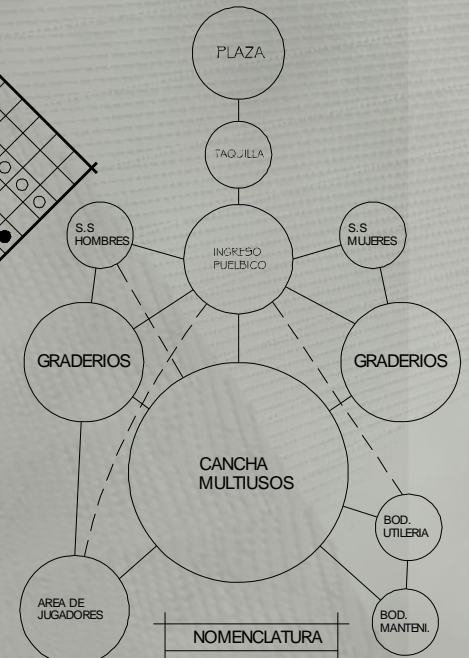 PLAZA
TAQUILLA
S.S
HOMBRES
INGRESO
PUELBICO
S.S
MUJERES
GRADERIOS
GRADERIOS
CANCHA
MULTIUSOS
BOD.
UTILERIA
AREA DE
JUGADORES
BOD.
MANTENI.
NOMENCLATURA